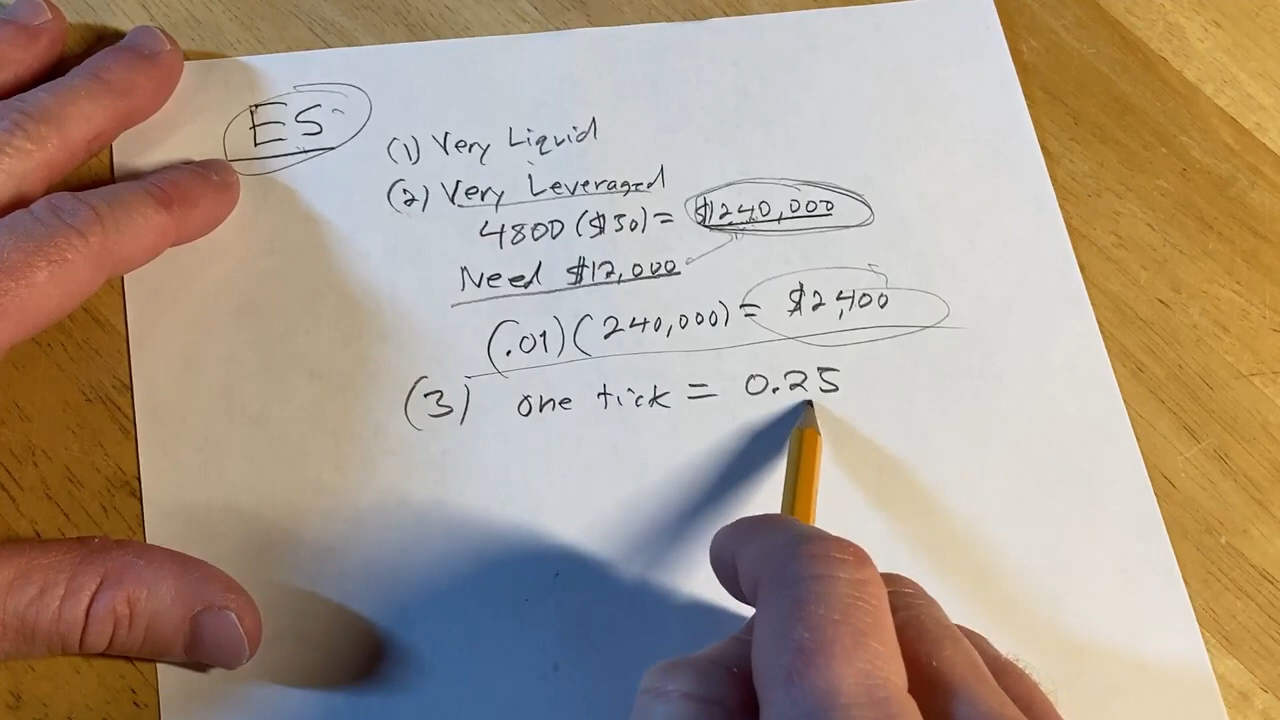 ES
(1) Very Liquid
(2) Very Leveraged
4800 ($50) = $240,000
Need $12,000
(.01)(240,000) = $2,400
(3) one tick = 0.25